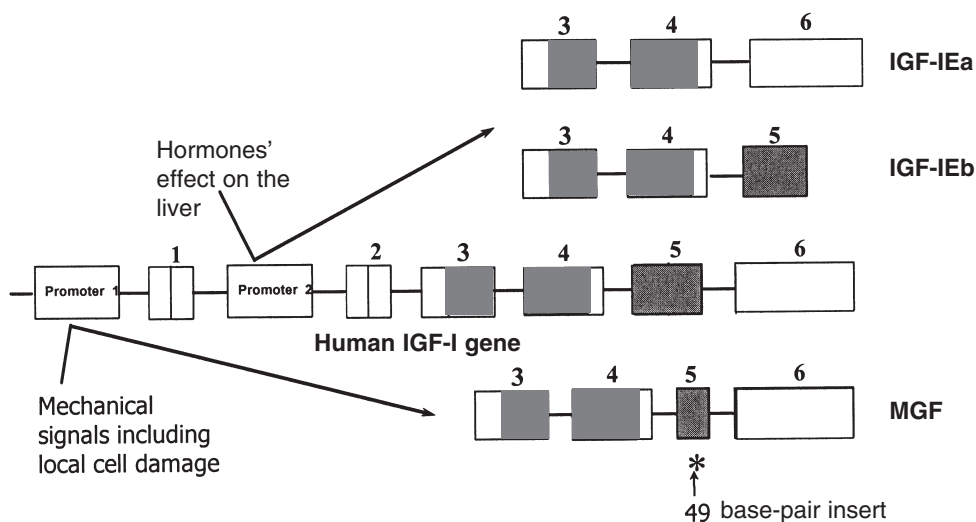 3 4 6
IGF-IEa
3 4 5
IGF-IEb
Hormones’
effect on the
liver
1 2 3 4 5 6
Promoter 1
Promoter 2
Human IGF-I gene
3 4 5 6
MGF
Mechanical
signals including
local cell damage
*
49 base-pair insert